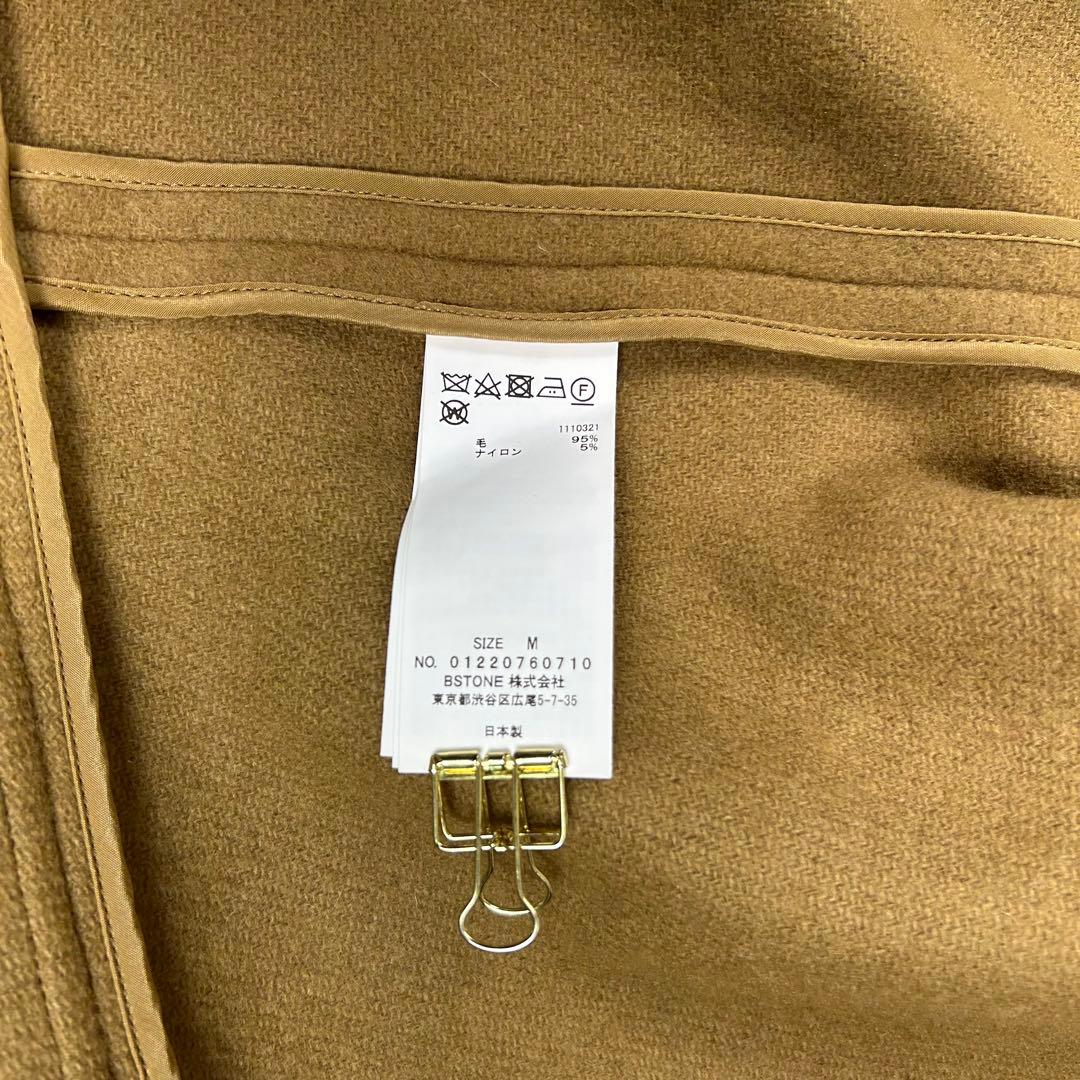 F
W
1110321
毛 95%
ナイロン 5%
SIZE M
NO. 01220760710
BSTONE 株式会社
東京都渋谷区広尾5-7-35
日本製